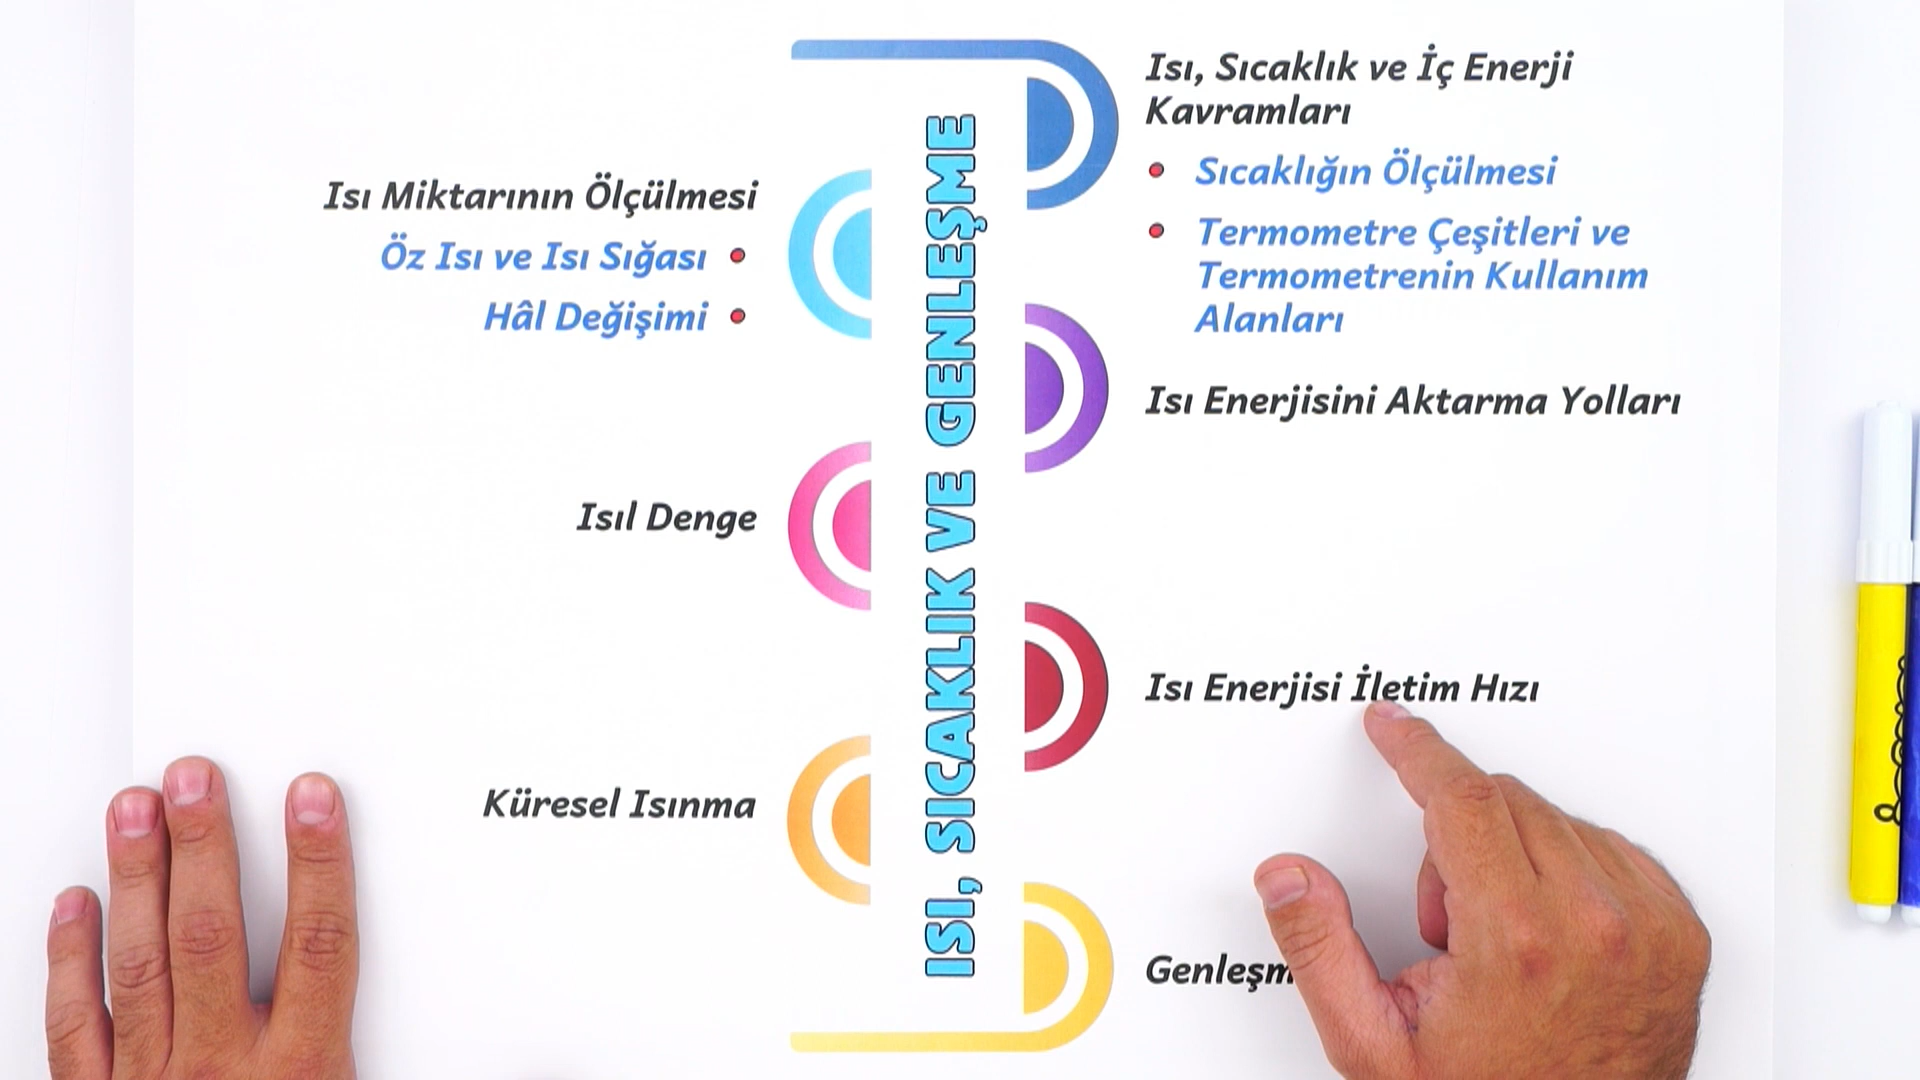 Isı, Sıcaklık ve İç Enerji
Kavramları
Sıcaklığın Ölçülmesi
Termometre Çeşitleri ve
Termometrenin Kullanım
Alanları
Isı Miktarının Ölçülmesi
Öz Isı ve Isı Sığası
Hâl Değişimi
Isı Enerjisini Aktarma Yolları
Isıl Denge
Isı Enerjisi İletim Hızı
Küresel Isınma
ISI, SICAKLIK VE GENLEŞME